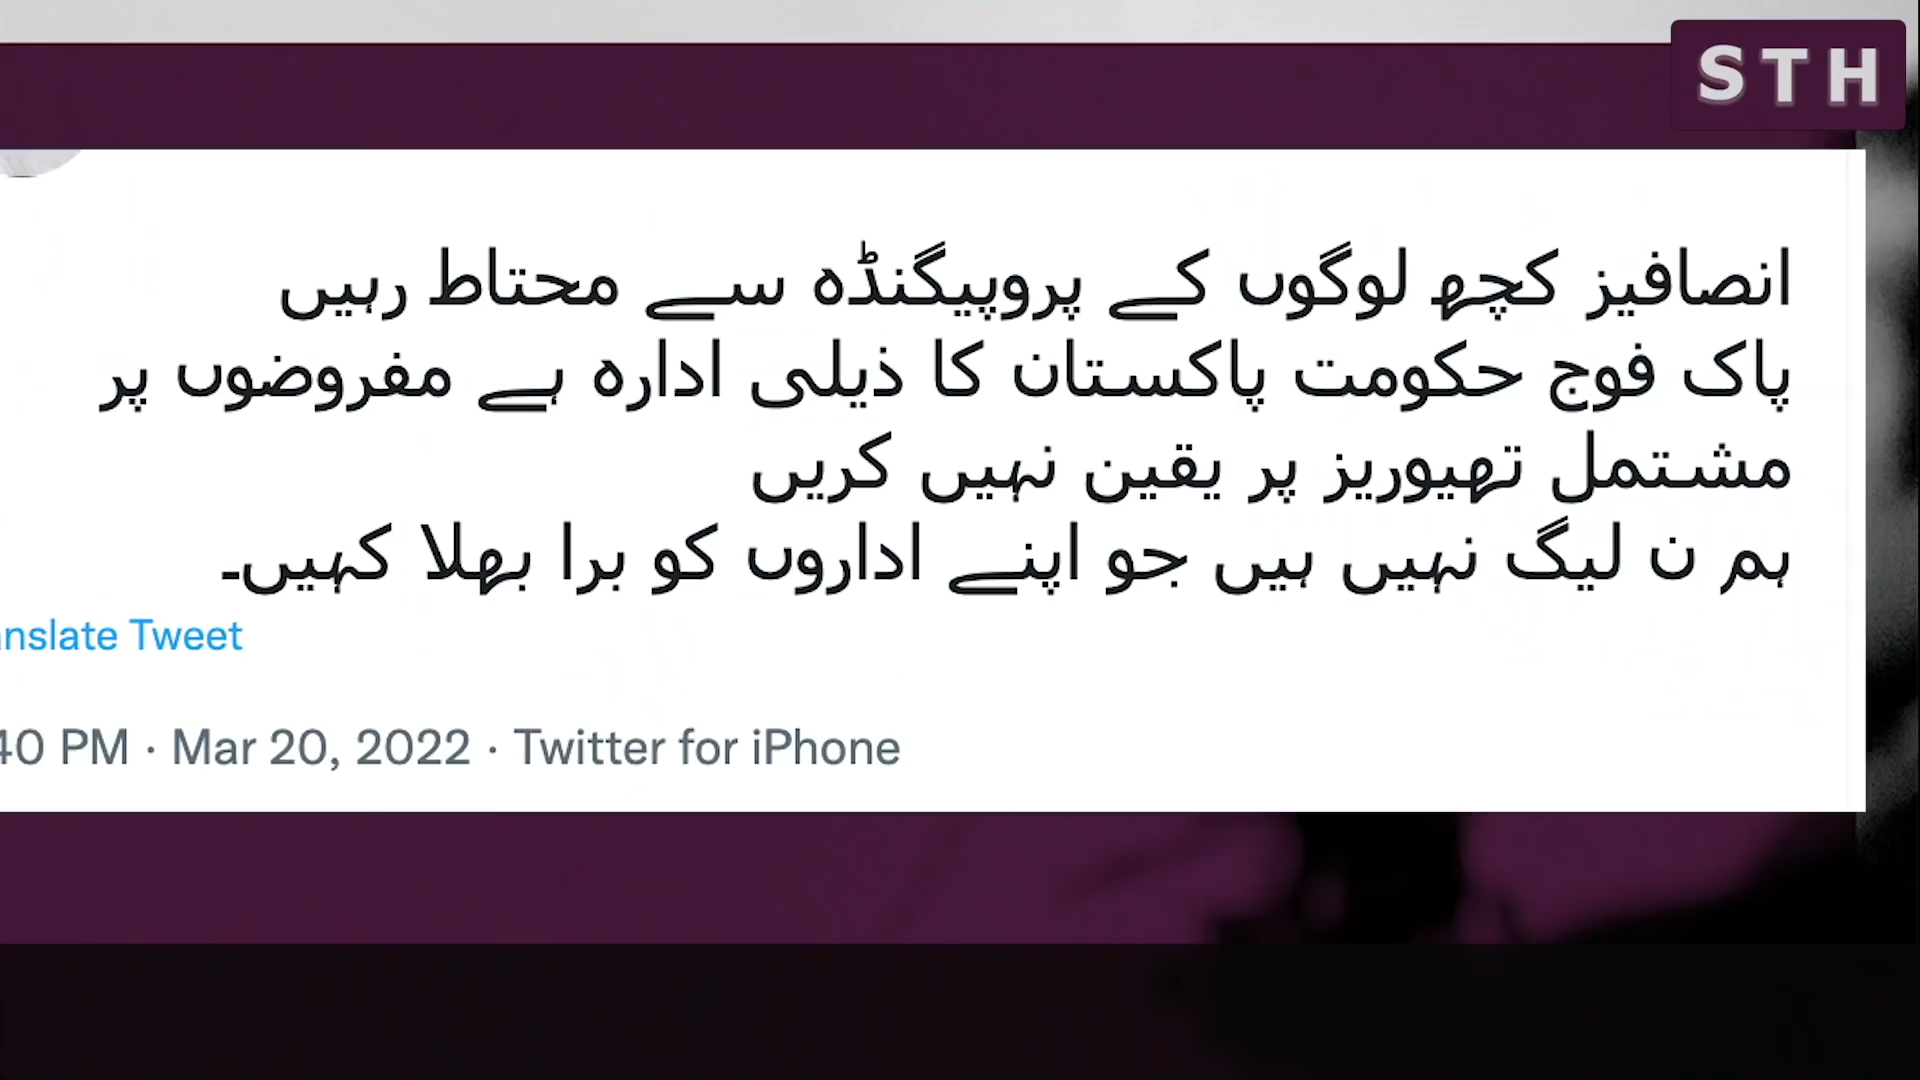 STH
انصافیز کچھ لوگوں کے پروپیگنڈہ سے محتاط رہیں
پاک فوج حکومت پاکستان کا ذیلی ادارہ ہے مفروضوں پر
مشتمل تھیوریز پر یقین نہیں کریں
ہم ن لیگ نہیں ہیں جو اپنے اداروں کو برا بھلا کہیں۔
anslate Tweet
40 PM · Mar 20, 2022 · Twitter for iPhone